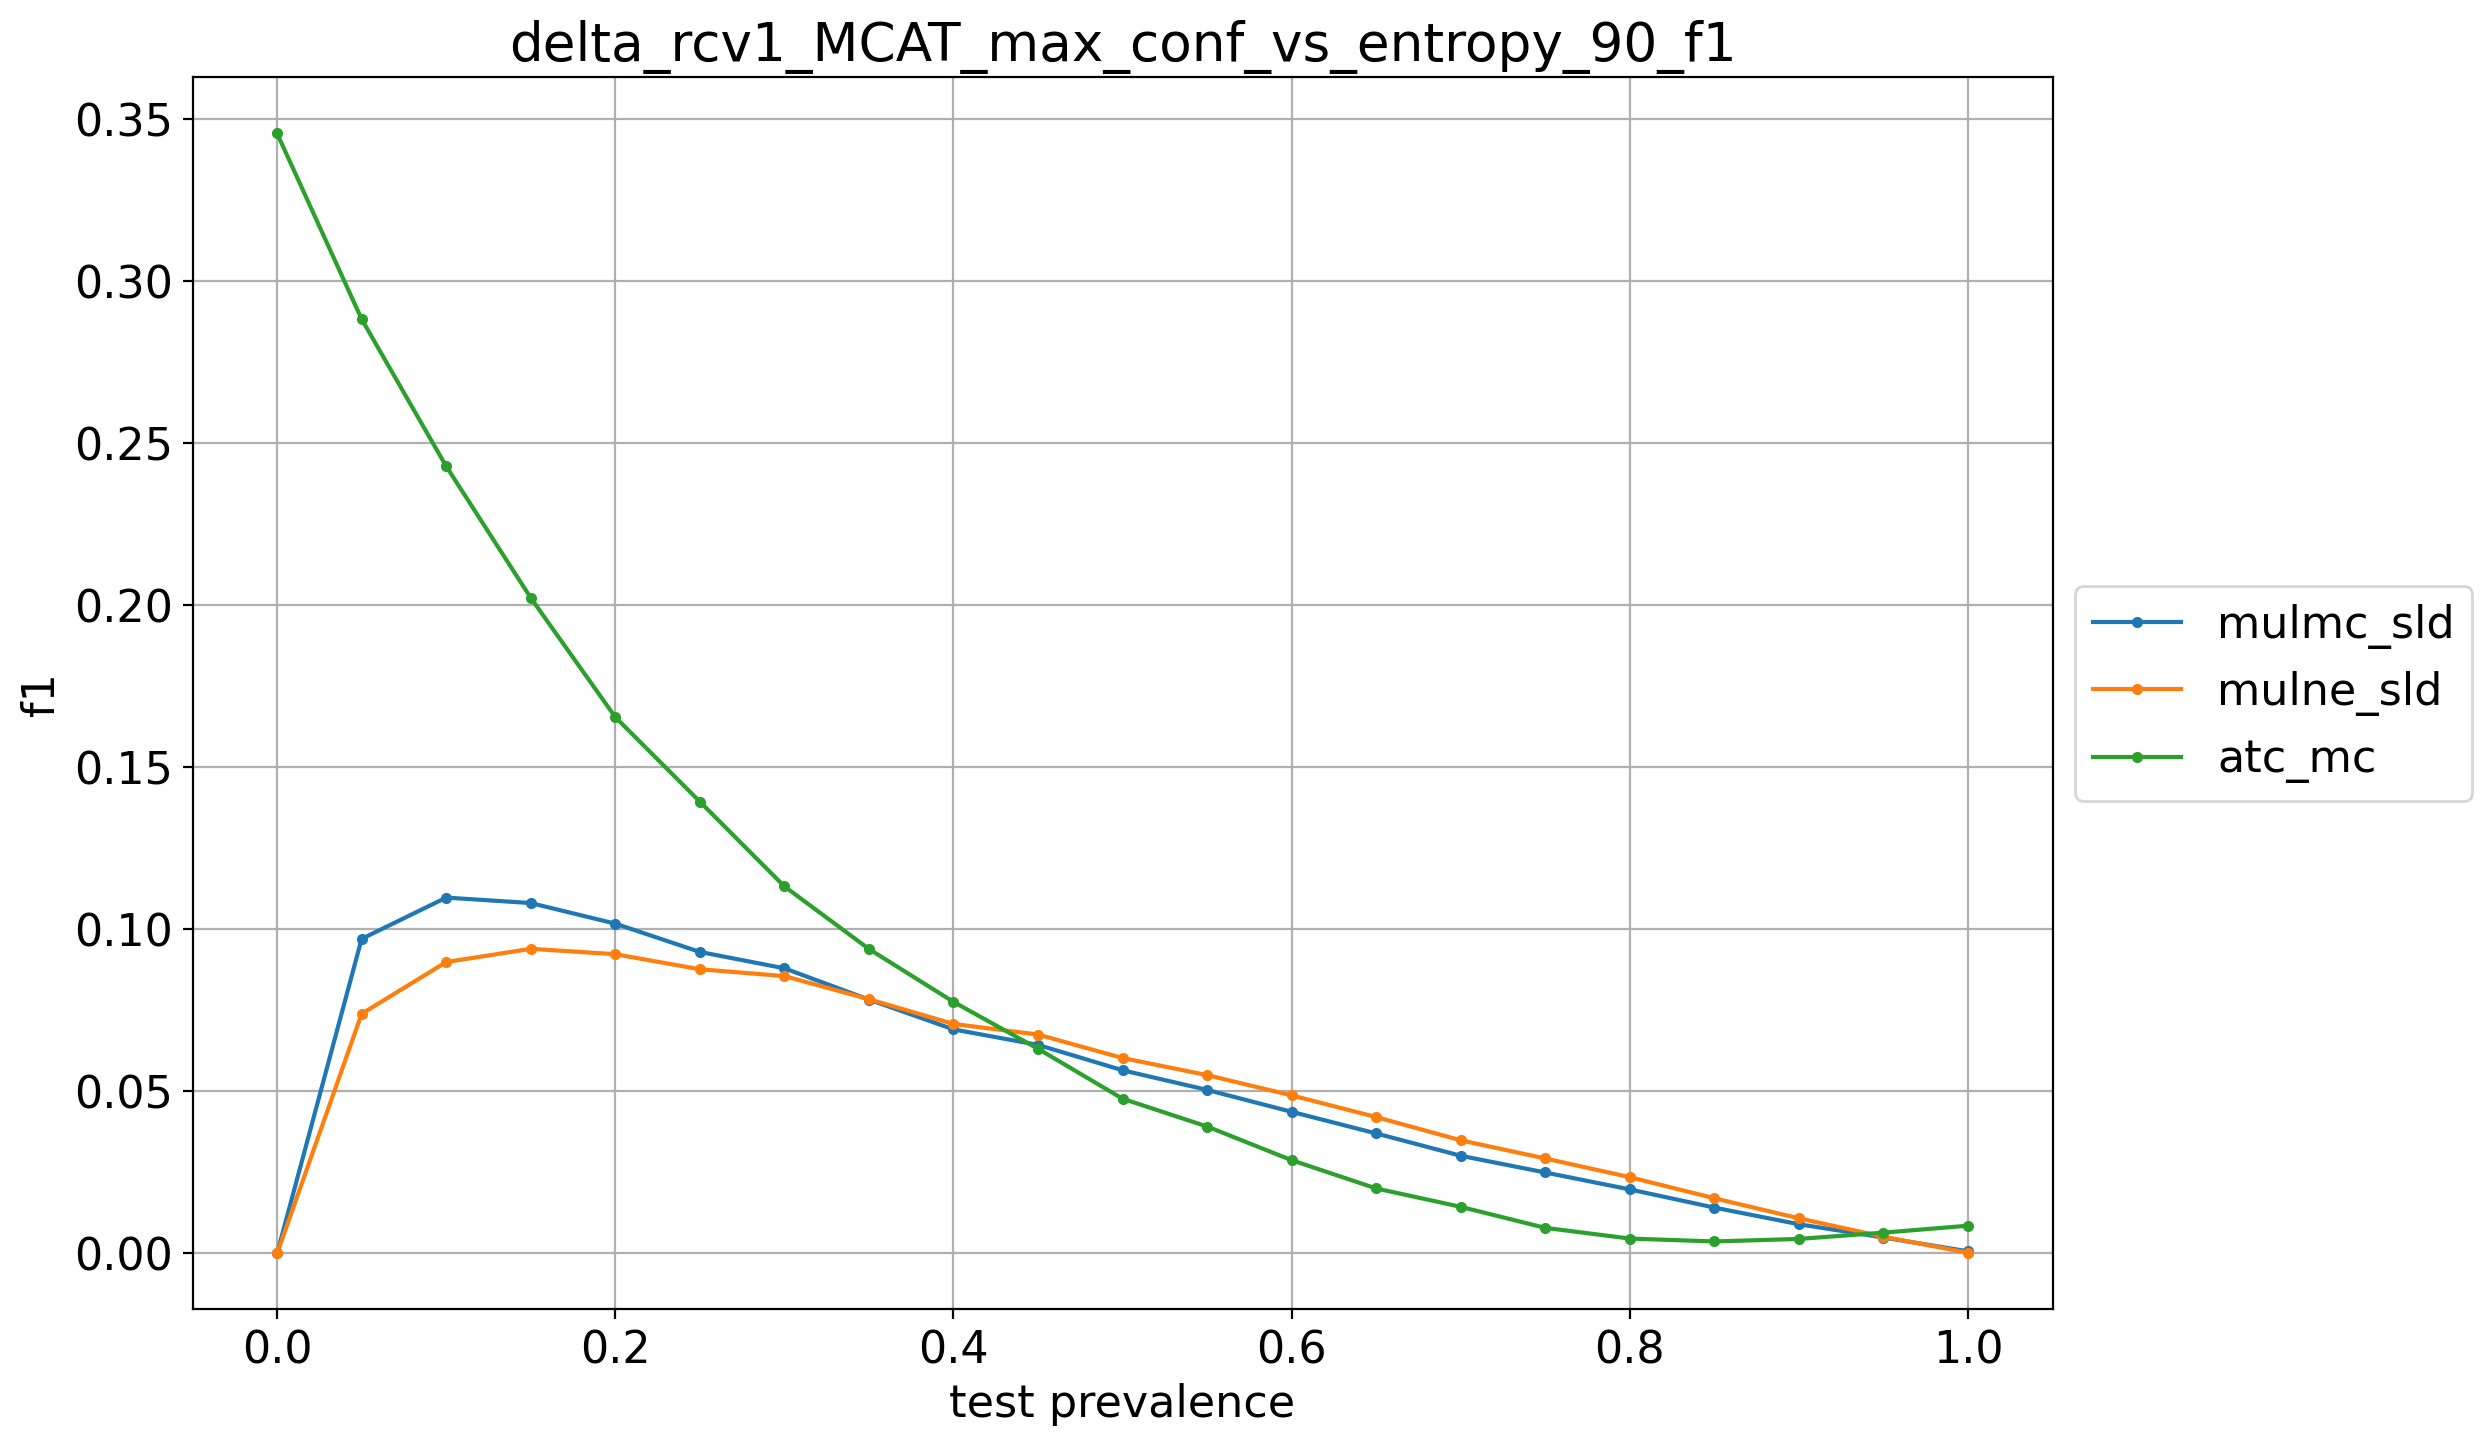 delta_rcv1_MCAT_max_conf_vs_entropy_90_f1
0.35
0.30
0.25
0.20
0.15
0.10
0.05
0.00
f1
0.0 0.2 0.4 0.6 0.8 1.0
test prevalence
mulmc_sld
mulne_sld
atc_mc